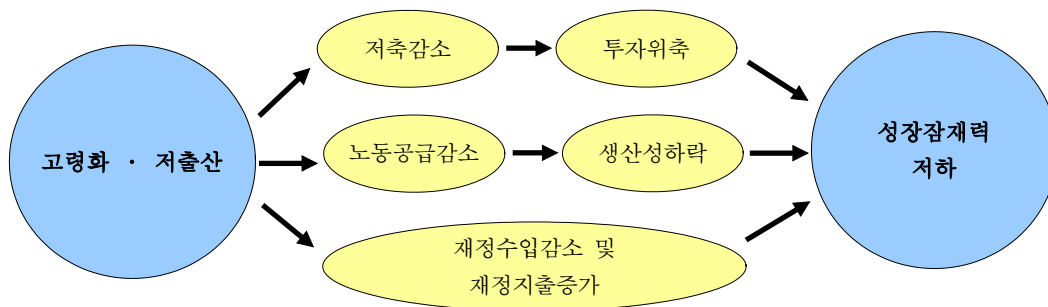 고령화 · 저출산
저축감소
투자위축
노동공급감소
생산성하락
재정수입감소 및
재정지출증가
성장잠재력
저하